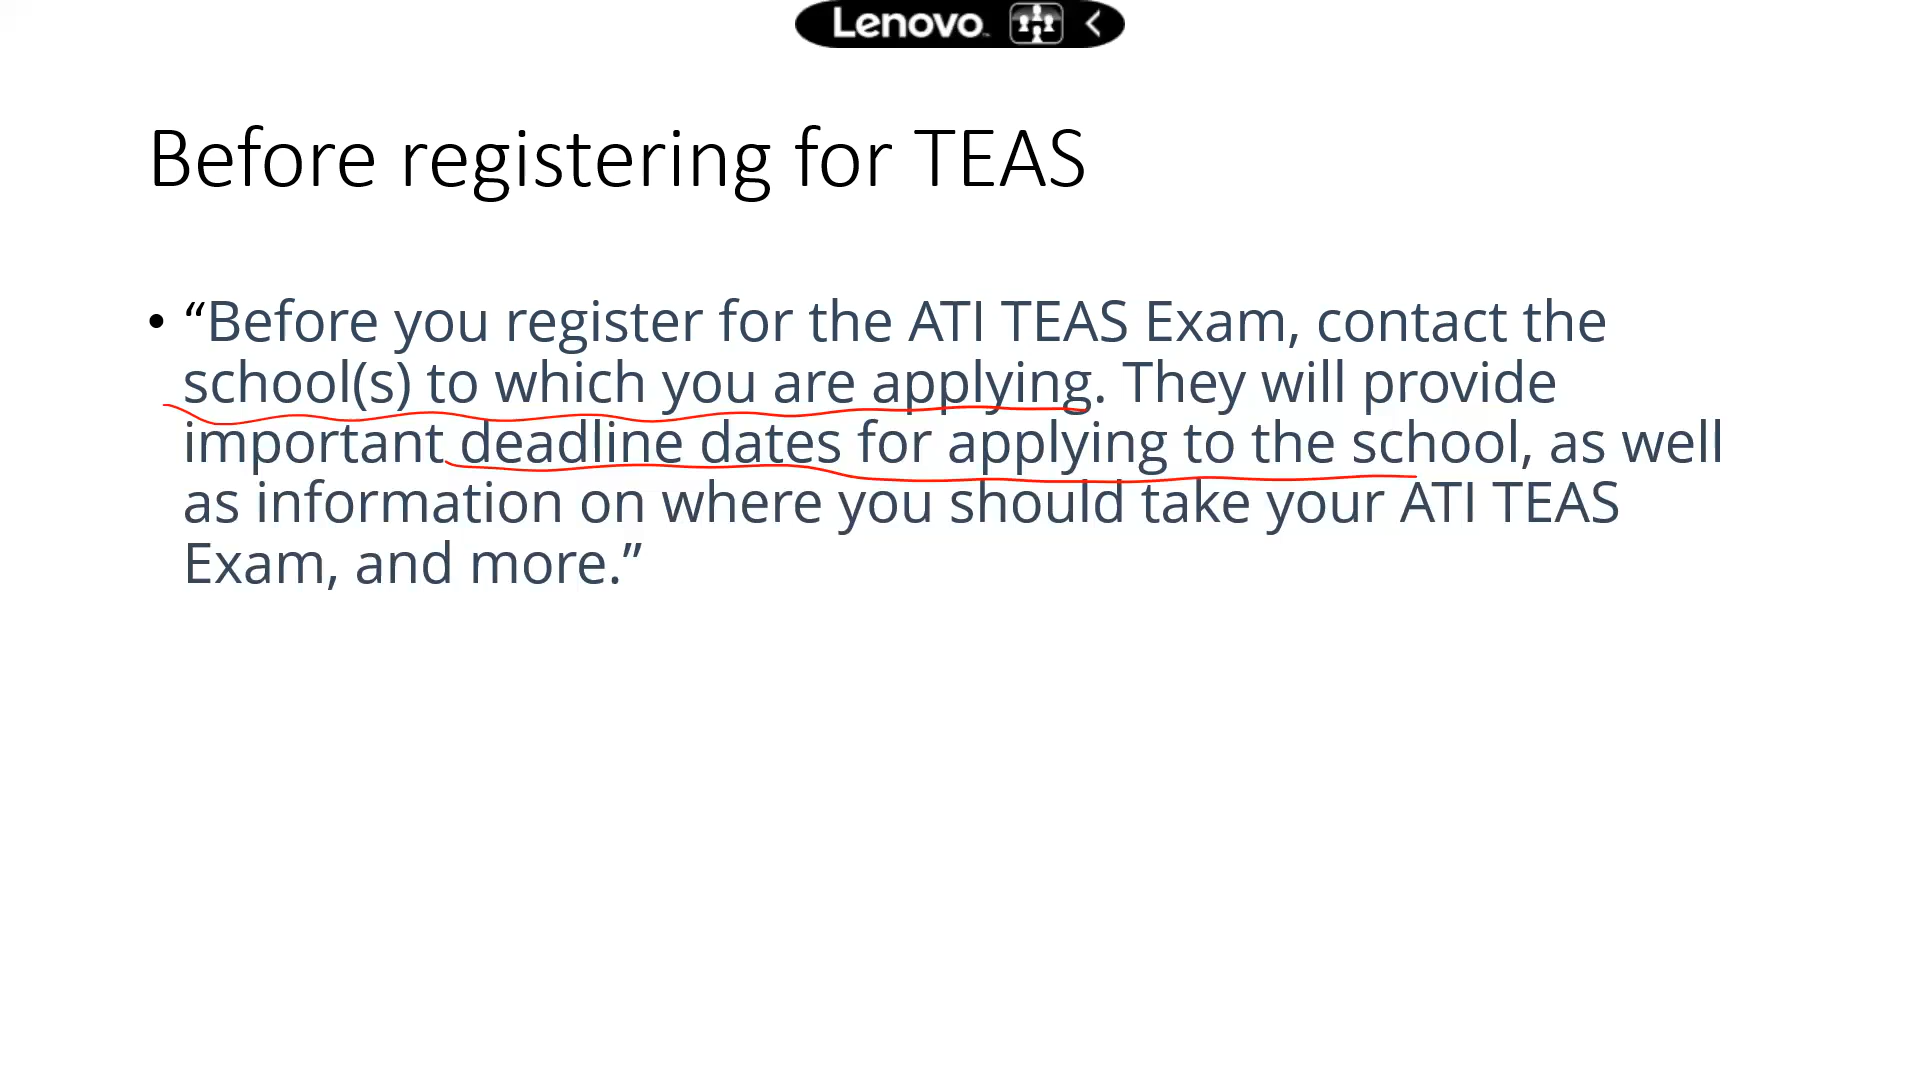 Lenovo
Before registering for TEAS
• “Before you register for the ATI TEAS Exam, contact the
school(s) to which you are applying. They will provide
important deadline dates for applying to the school, as well
as information on where you should take your ATI TEAS
Exam, and more.”